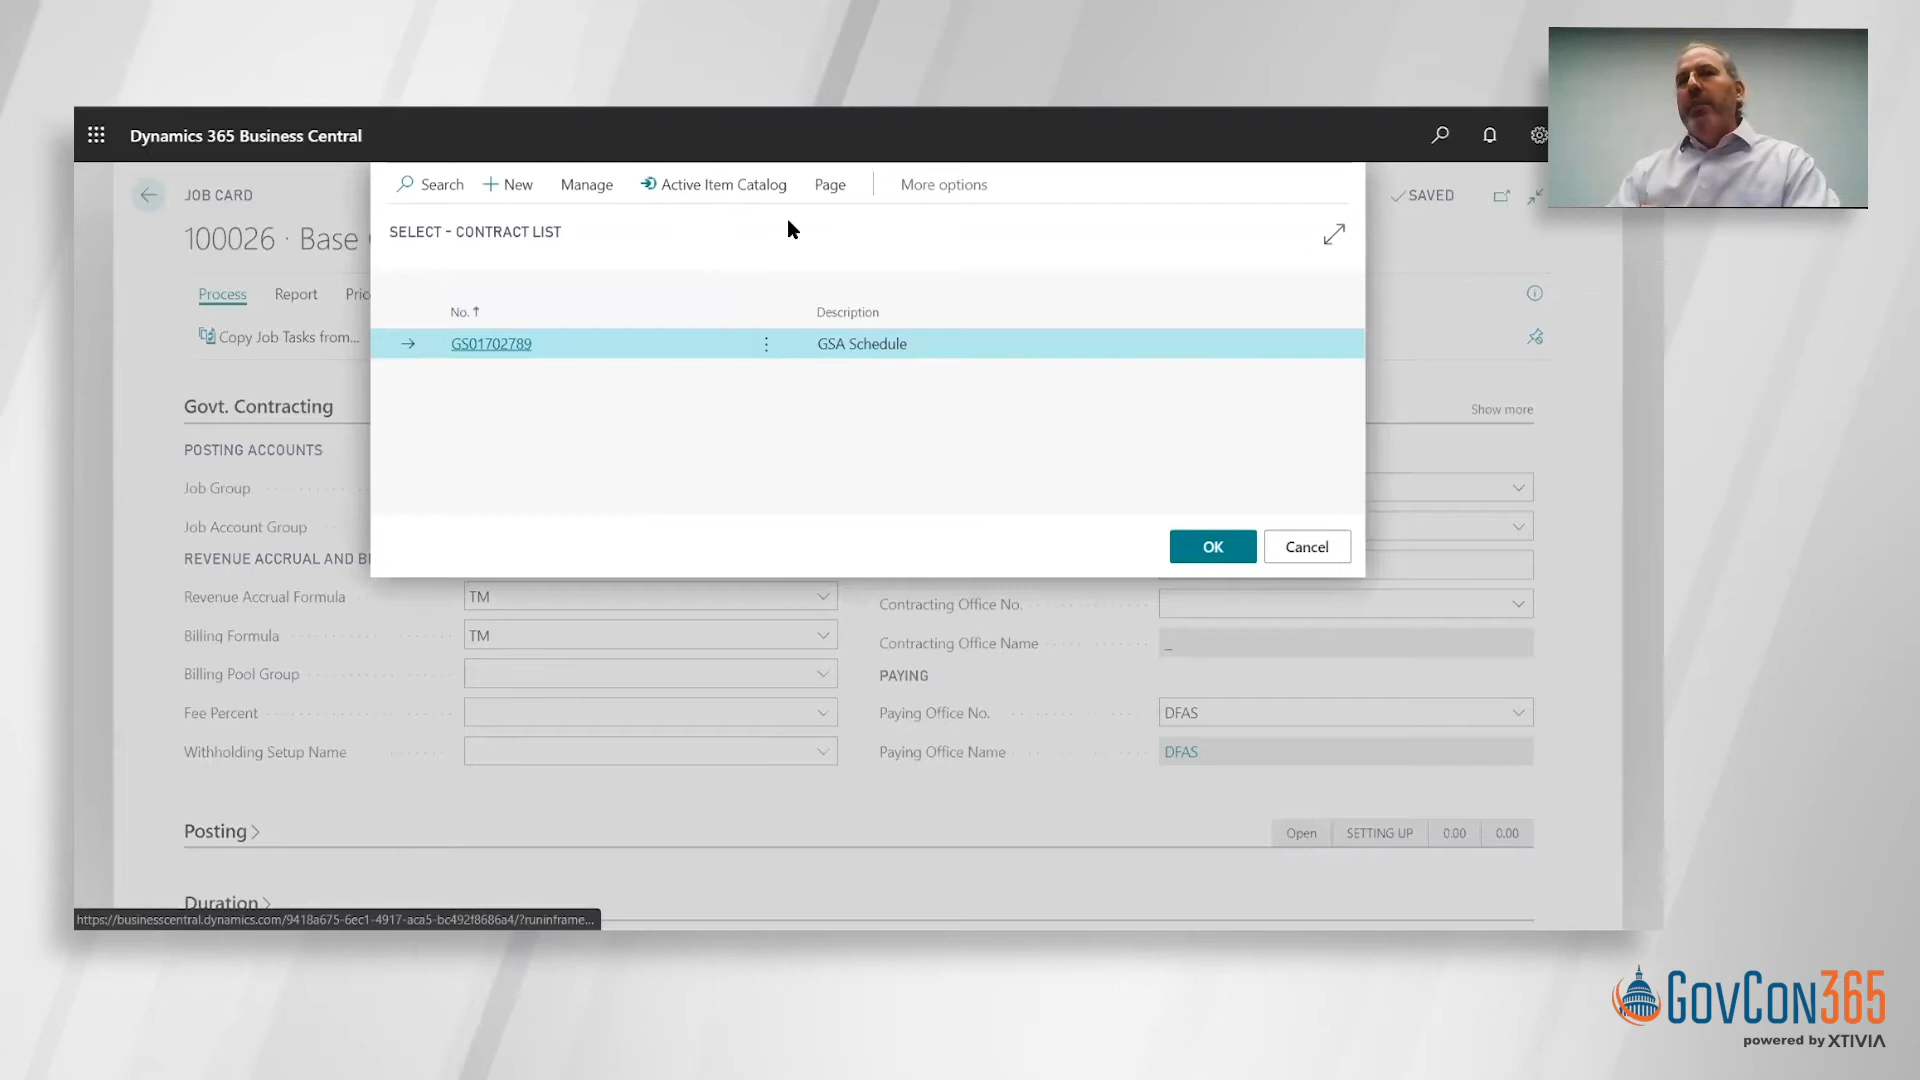 Dynamics 365 Business Central
Search New Manage Active Item Catalog Page More options
JOB CARD
SAVED
100026 · Base
SELECT - CONTRACT LIST
Process Report
No. Description
Copy Job Tasks from...
GS01702789 GSA Schedule
Govt. Contracting
Show more
POSTING ACCOUNTS
Job Group
Job Account Group
OK Cancel
REVENUE ACCRUAL AND
Revenue Accrual Formula TM
Contracting Office No.
Billing Formula TM
Contracting Office Name _
Billing Pool Group
PAYING
Fee Percent
Paying Office No. DFAS
Withholding Setup Name
Paying Office Name DFAS
Posting
Open SETTING UP 0.00 0.00
Duration
https://businesscentral.dynamics.com/9418a675-6ec1-4917-aca5-bc492f8686a4/?runinframe...
GOVCON365
powered by XTIVIA